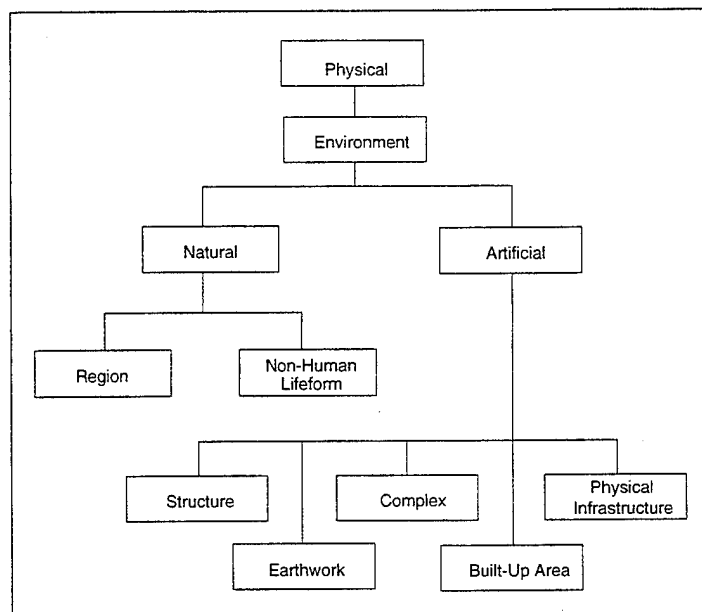 Physical
Environment
Natural
Artificial
Region
Non-Human
Lifeform
Structure
Complex
Physical
Infrastructure
Earthwork
Built-Up Area